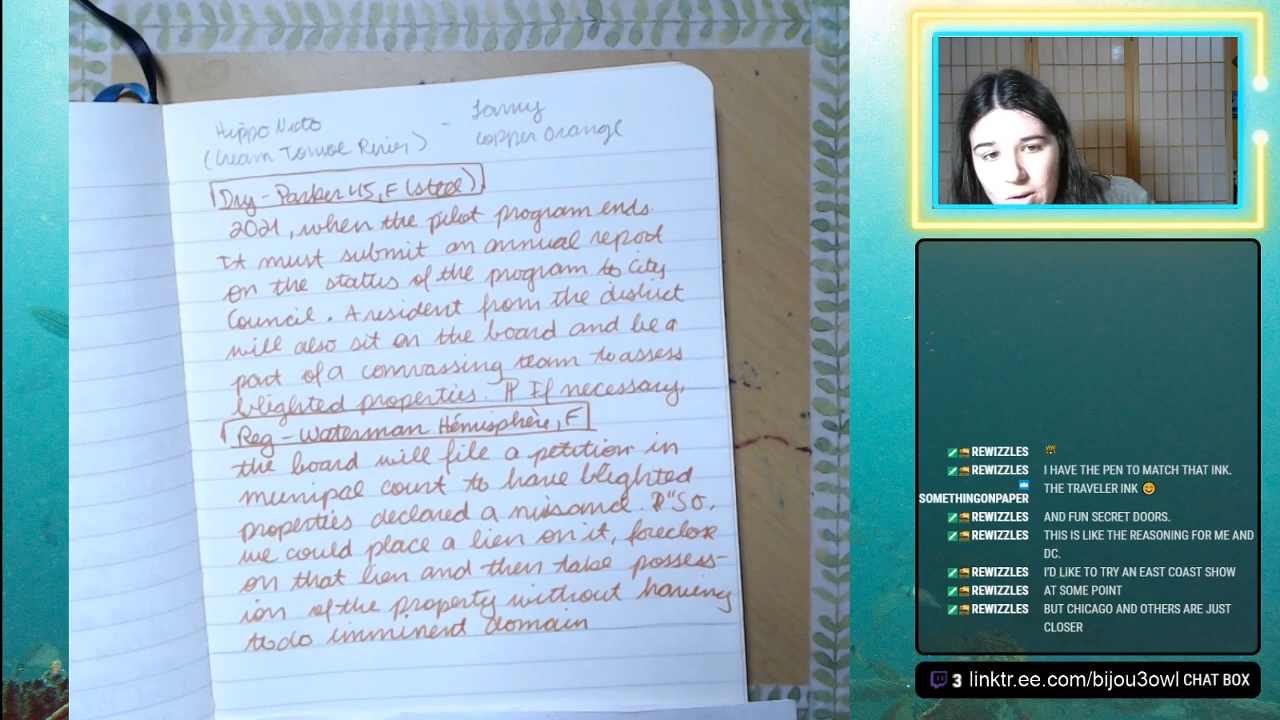 Hippo Noto
(Cream Tomoe River) - Lamy
copper orange
Dry - Parker 45, F (steel)
2021, when the pilot program ends.
It must submit an annual report
on the status of the program to city
Council. A resident from the district
will also sit on the board and be a
part of a convassing team to assess
blighted properties. ¶ If necessary,
Reg - Waterman Hémisphère, F
the board will file a petition in
munipal court to have blighted
properties declared a nuisance. ¶ "So,
we could place a lien on it, foreclose
on that lien and then take possess-
ion of the property without having
to do imminent domain
REWIZZLES
REWIZZLES I HAVE THE PEN TO MATCH THAT INK.
SOMETHINGONPAPER THE TRAVELER INK
REWIZZLES AND FUN SECRET DOORS.
REWIZZLES THIS IS LIKE THE REASONING FOR ME AND
DC.
REWIZZLES I'D LIKE TO TRY AN EAST COAST SHOW
REWIZZLES AT SOME POINT
REWIZZLES BUT CHICAGO AND OTHERS ARE JUST
CLOSER
3 linktr.ee.com/bijou3owl CHAT BOX